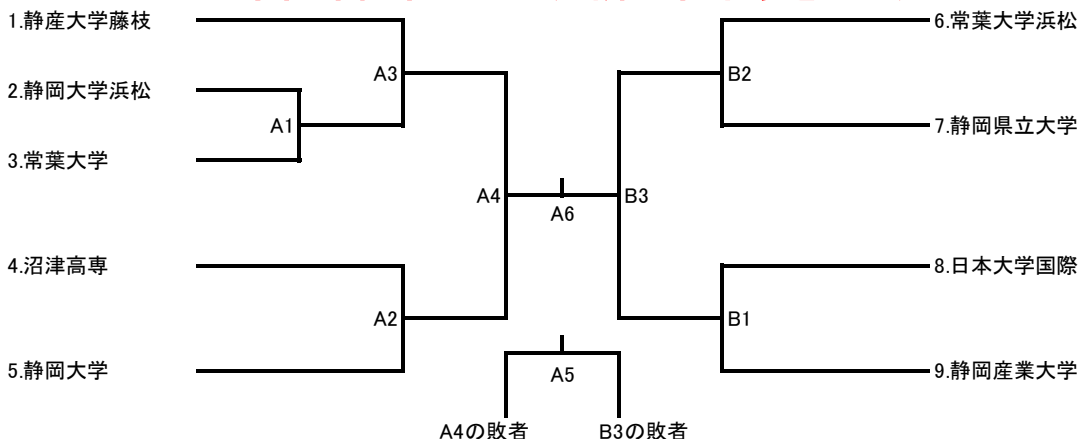 1.静産大学藤枝
6.常葉大学浜松
A3
B2
2.静岡大学浜松
A1
7.静岡県立大学
3.常葉大学
A4
B3
A6
4.沼津高専
8.日本大学国際
A2
B1
5.静岡大学
A5
9.静岡産業大学
A4の敗者
B3の敗者